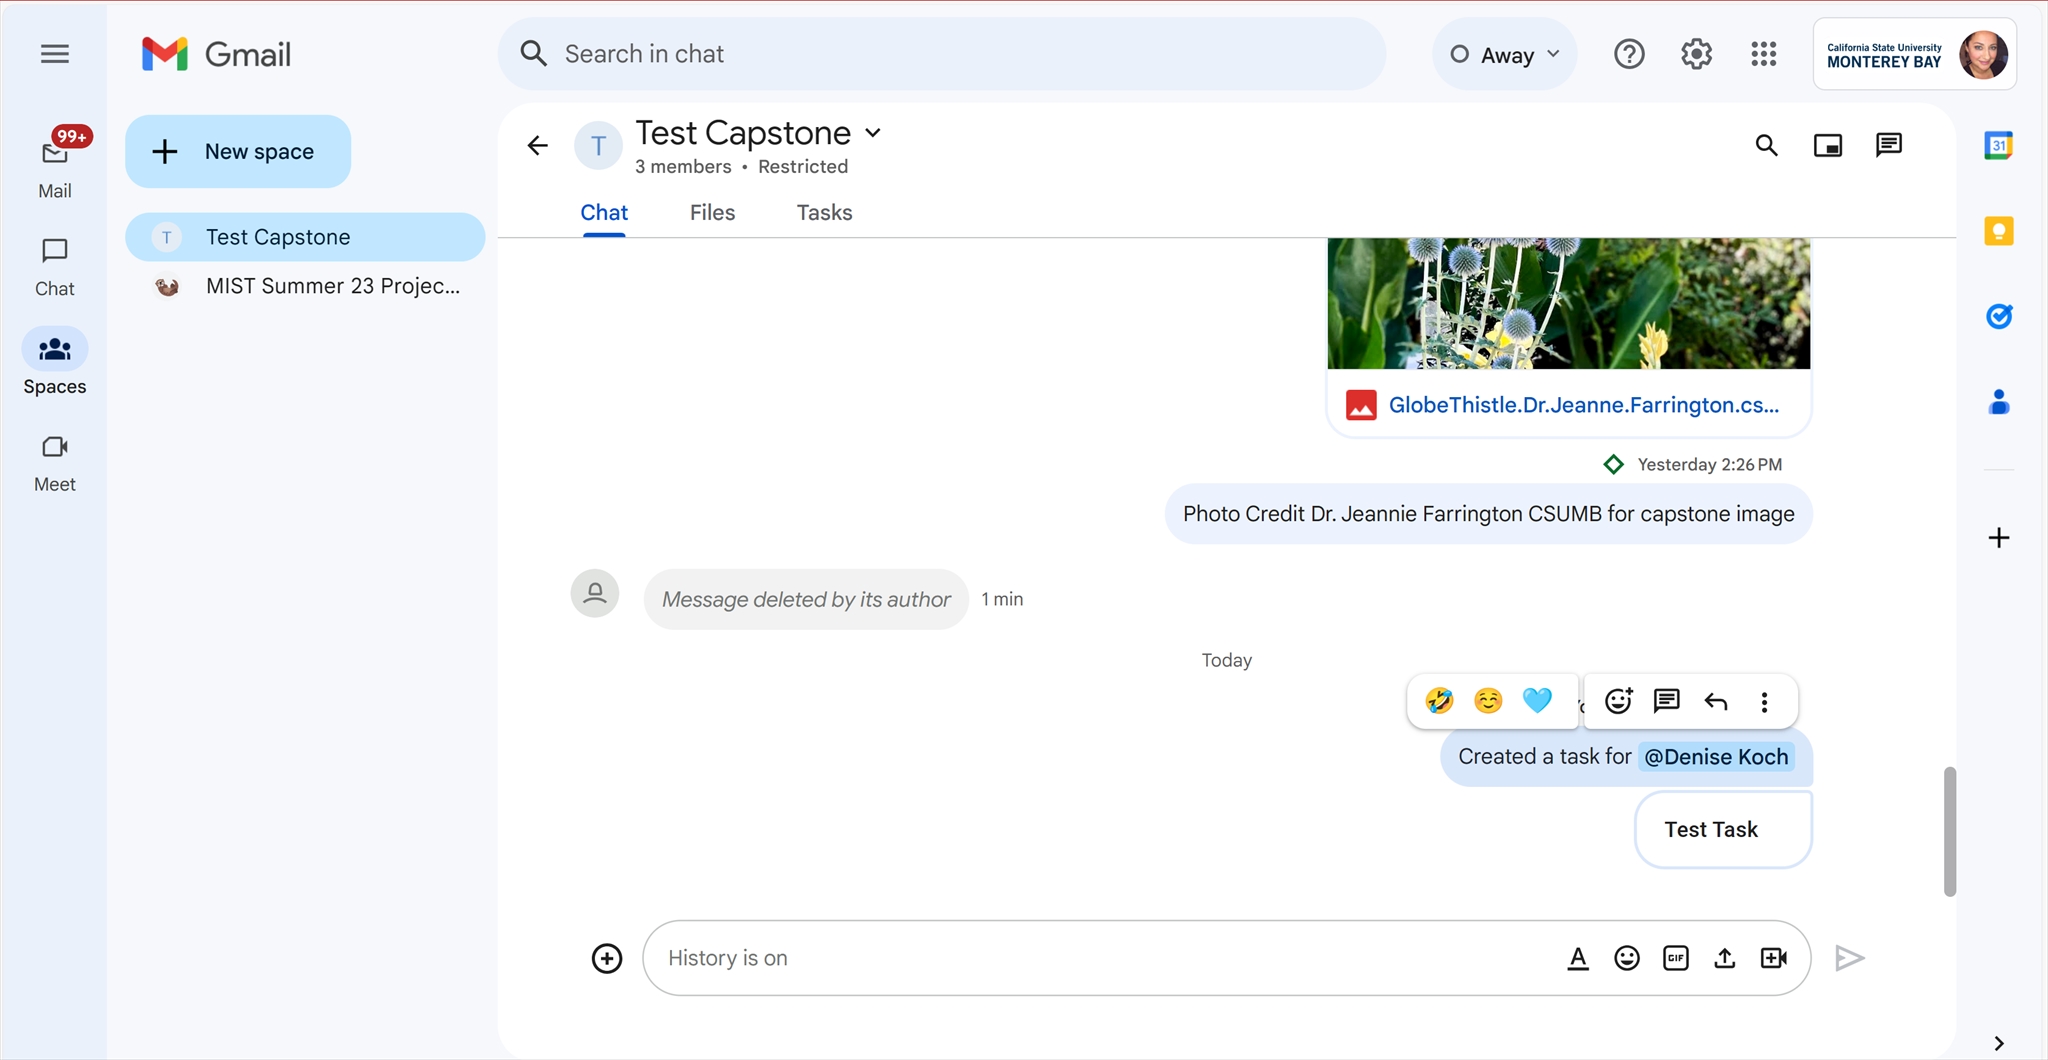 Gmail
Search in chat
Away
California State University
MONTEREY BAY
99+
Mail
Chat
Spaces
Meet
New space
T Test Capstone
MIST Summer 23 Projec...
T
Test Capstone
3 members • Restricted
Chat Files Tasks
GlobeThistle.Dr.Jeanne.Farrington.cs...
Yesterday 2:26 PM
Photo Credit Dr. Jeannie Farrington CSUMB for capstone image
Message deleted by its author 1 min
Today
Created a task for @Denise Koch
Test Task
History is on
A
GIF
31